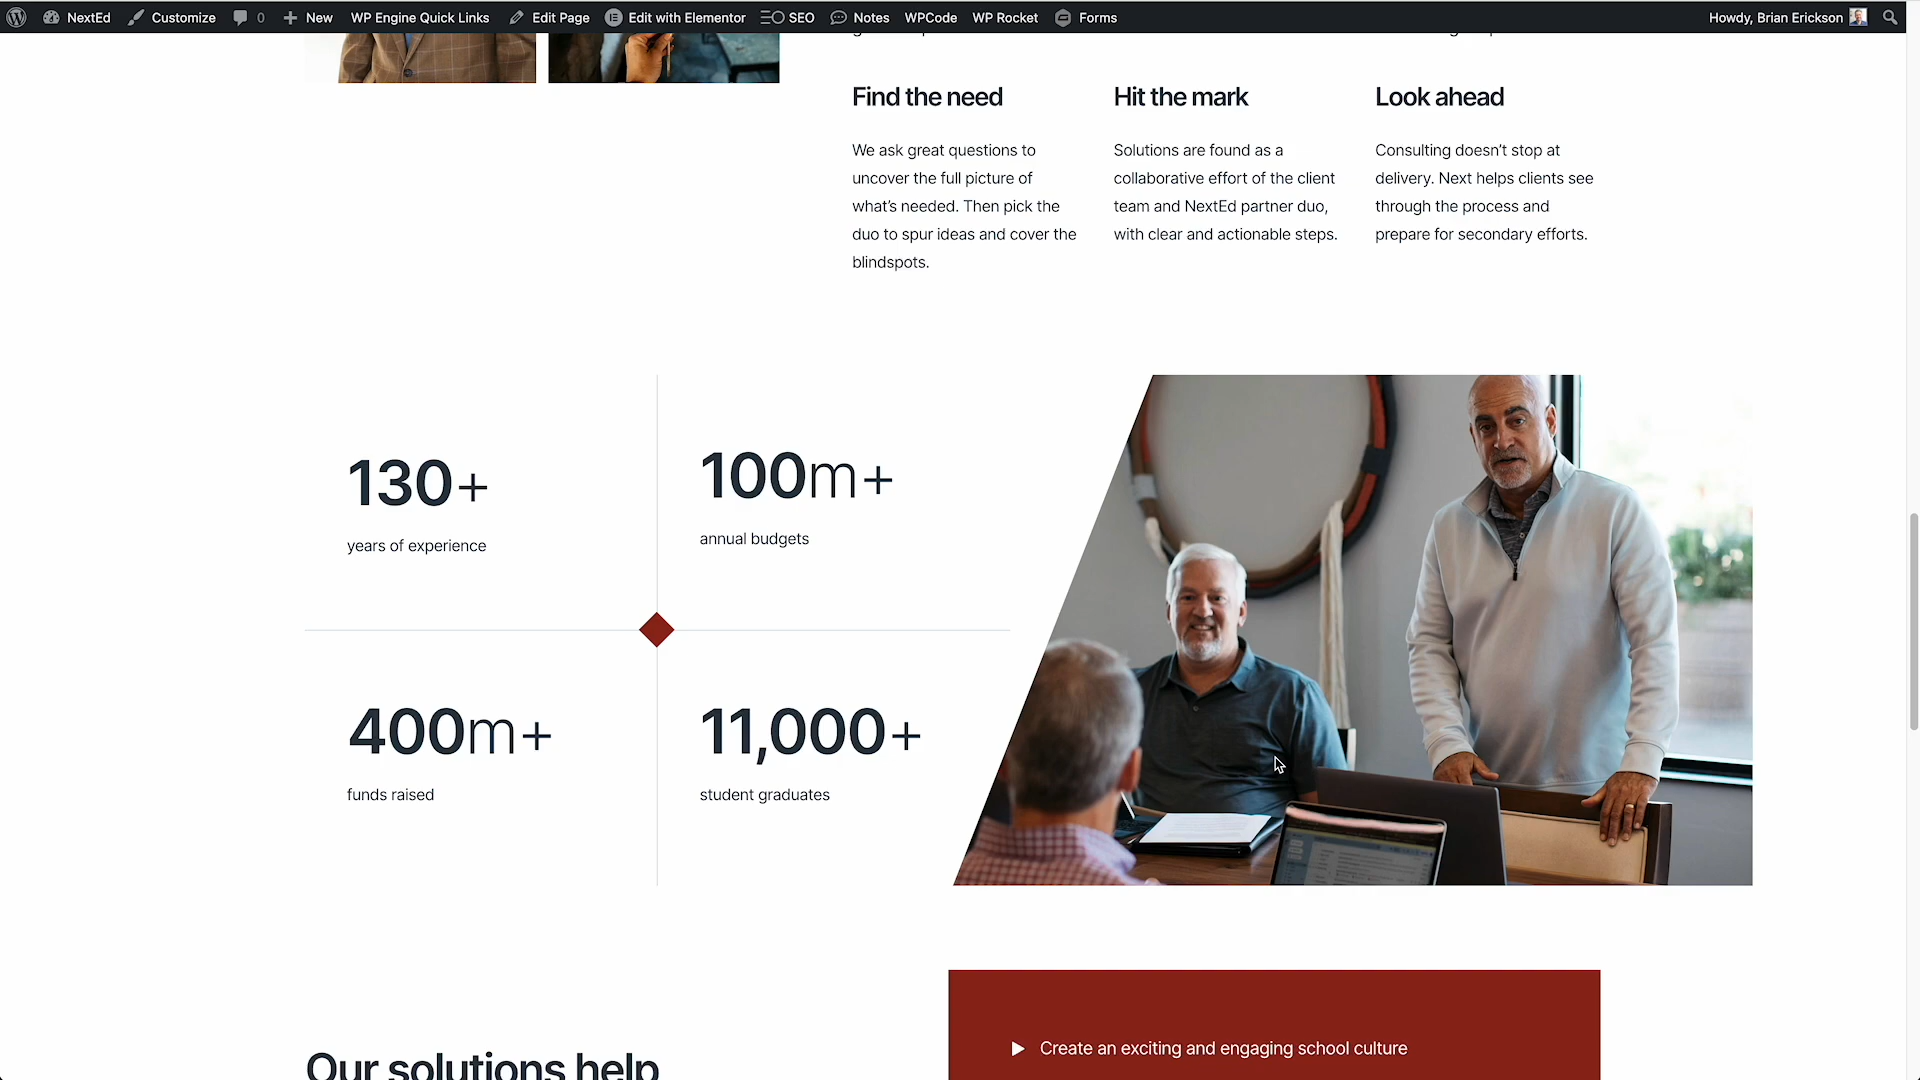 NextEd Customize 0 New WP Engine Quick Links Edit Page Edit with Elementor SEO Notes WPCode WP Rocket Forms Howdy, Brian Erickson
Find the need
We ask great questions to
uncover the full picture of
what's needed. Then pick the
duo to spur ideas and cover the
blindspots.
Hit the mark
Solutions are found as a
collaborative effort of the client
team and NextEd partner duo,
with clear and actionable steps.
Look ahead
Consulting doesn't stop at
delivery. Next helps clients see
through the process and
prepare for secondary efforts.
130+
years of experience
100m+
annual budgets
400m+
funds raised
11,000+
student graduates
Our solutions help
Create an exciting and engaging school culture